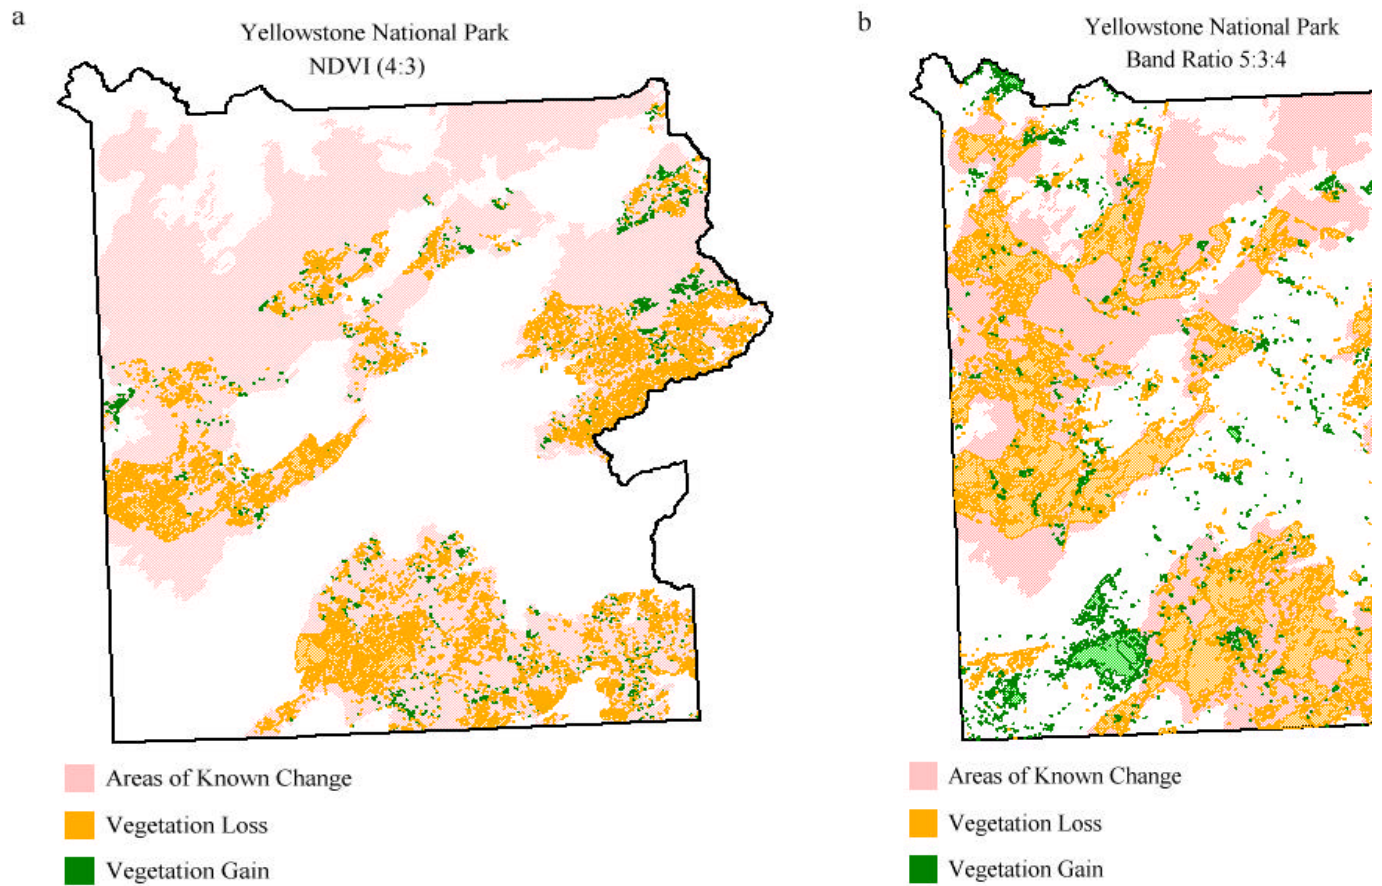 a
Yellowstone National Park
NDVI (4:3)
Areas of Known Change
Vegetation Loss
Vegetation Gain
b
Yellowstone National Park
Band Ratio 5:3:4
Areas of Known Change
Vegetation Loss
Vegetation Gain